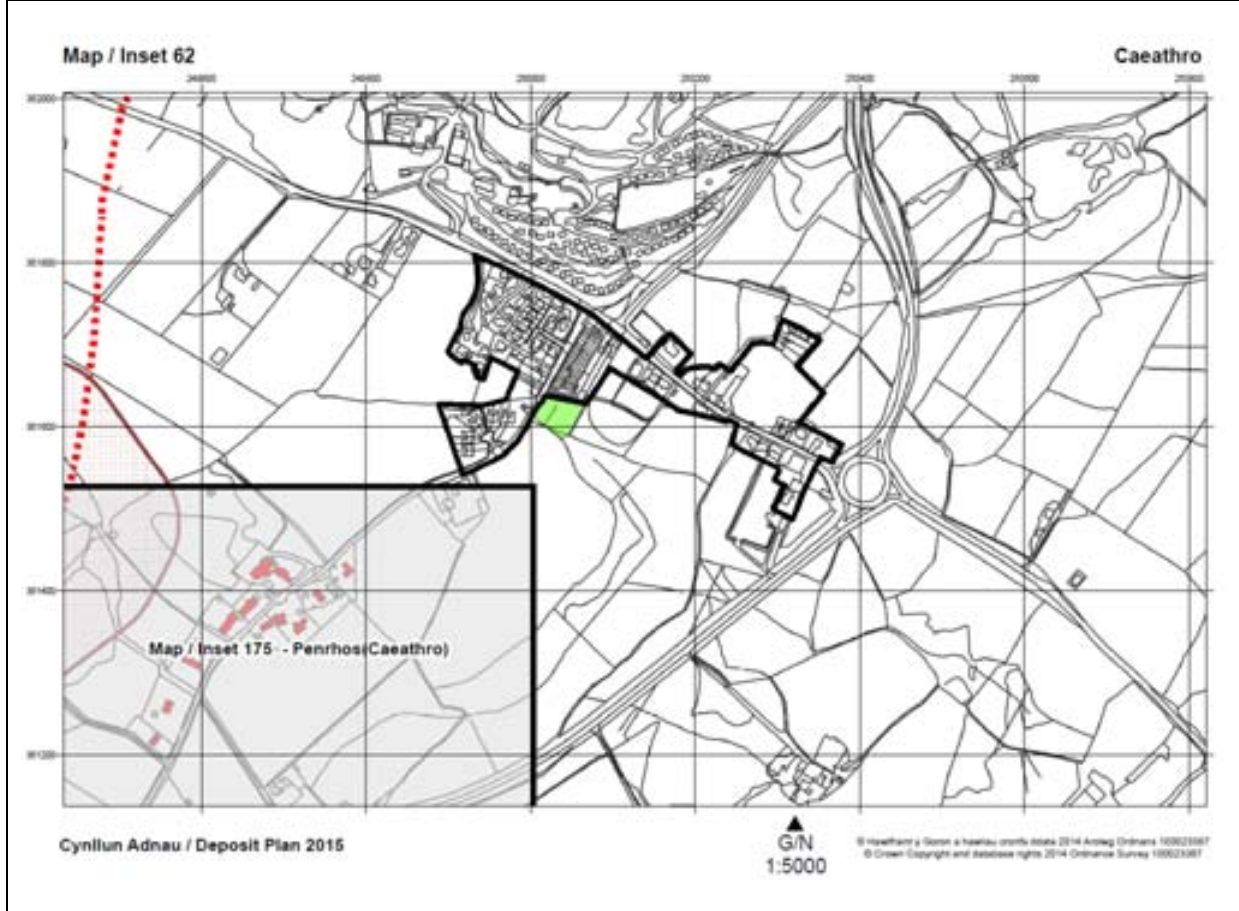 Map / Inset 62
Caeathro
Map / Inset 175 - Penrhos(Caeathro)
Cynllun Adnau / Deposit Plan 2015
G/N
1:5000
© Hawlfraint y Goron a hawliau cronfa ddata 2014 Arolwg Ordnans 100023387
© Crown Copyright and database rights 2014 Ordnance Survey 100023387